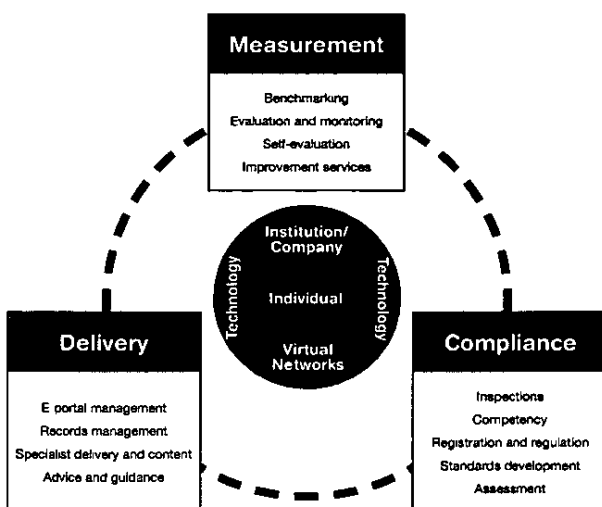 Measurement
Benchmarking
Evaluation and monitoring
Self-evaluation
Improvement services
Institution/
Company
Technology
Technology
Individual
Virtual
Networks
Delivery
E portal management
Records management
Specialist delivery and content
Advice and guidance
Compliance
Inspections
Competency
Registration and regulation
Standards development
Assessment